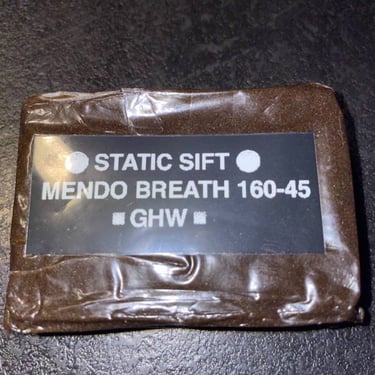 ● STATIC SIFT ●
MENDO BREATH 160-45
■ GHW ■